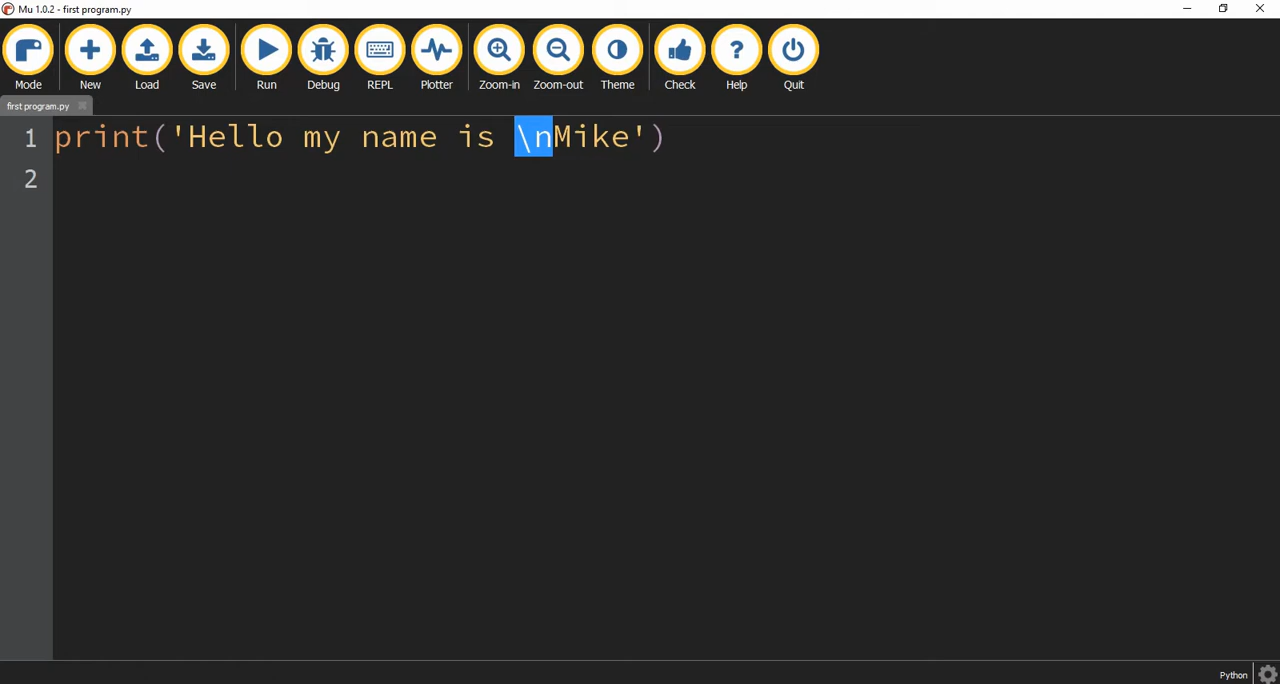 Mu 1.0.2 - first program.py
Mode New Load Save Run Debug REPL Plotter Zoom-in Zoom-out Theme Check Help Quit
first program.py
1 print('Hello my name is \nMike')
2
Python